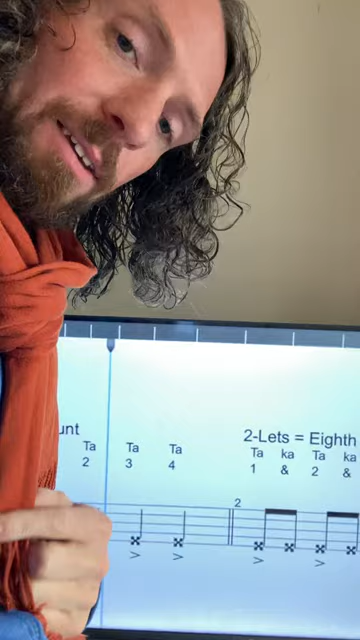 unt
2-Lets = Eighth
Ta Ta Ta Ta ka Ta ka
2 3 4 1 & 2 &
2